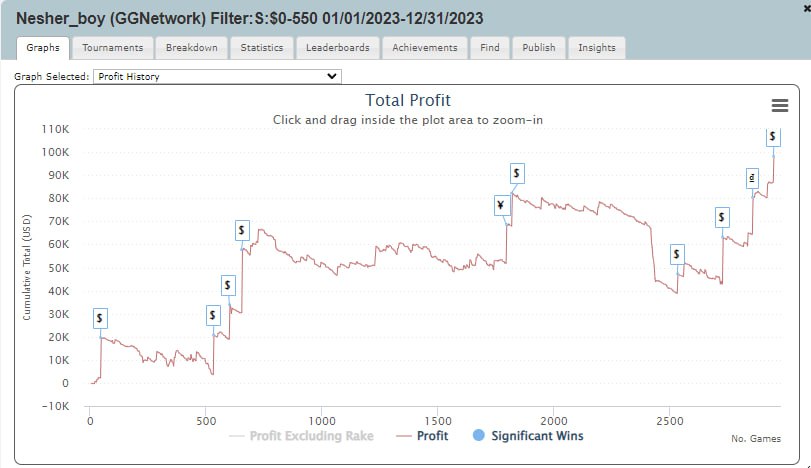 Nesher_boy (GGNetwork) Filter:S:$0-550 01/01/2023-12/31/2023
Graphs Tournaments Breakdown Statistics Leaderboards Achievements Find Publish Insights
Graph Selected: Profit History
Total Profit
Click and drag inside the plot area to zoom-in
Cumulative Total (USD)
110K
100K
90K
80K
70K
60K
50K
40K
30K
20K
10K
0
-10K
$
$
$
$
¥
$
$
$
₫
$
0 500 1000 1500 2000 2500
No. Games
Profit Excluding Rake Profit Significant Wins